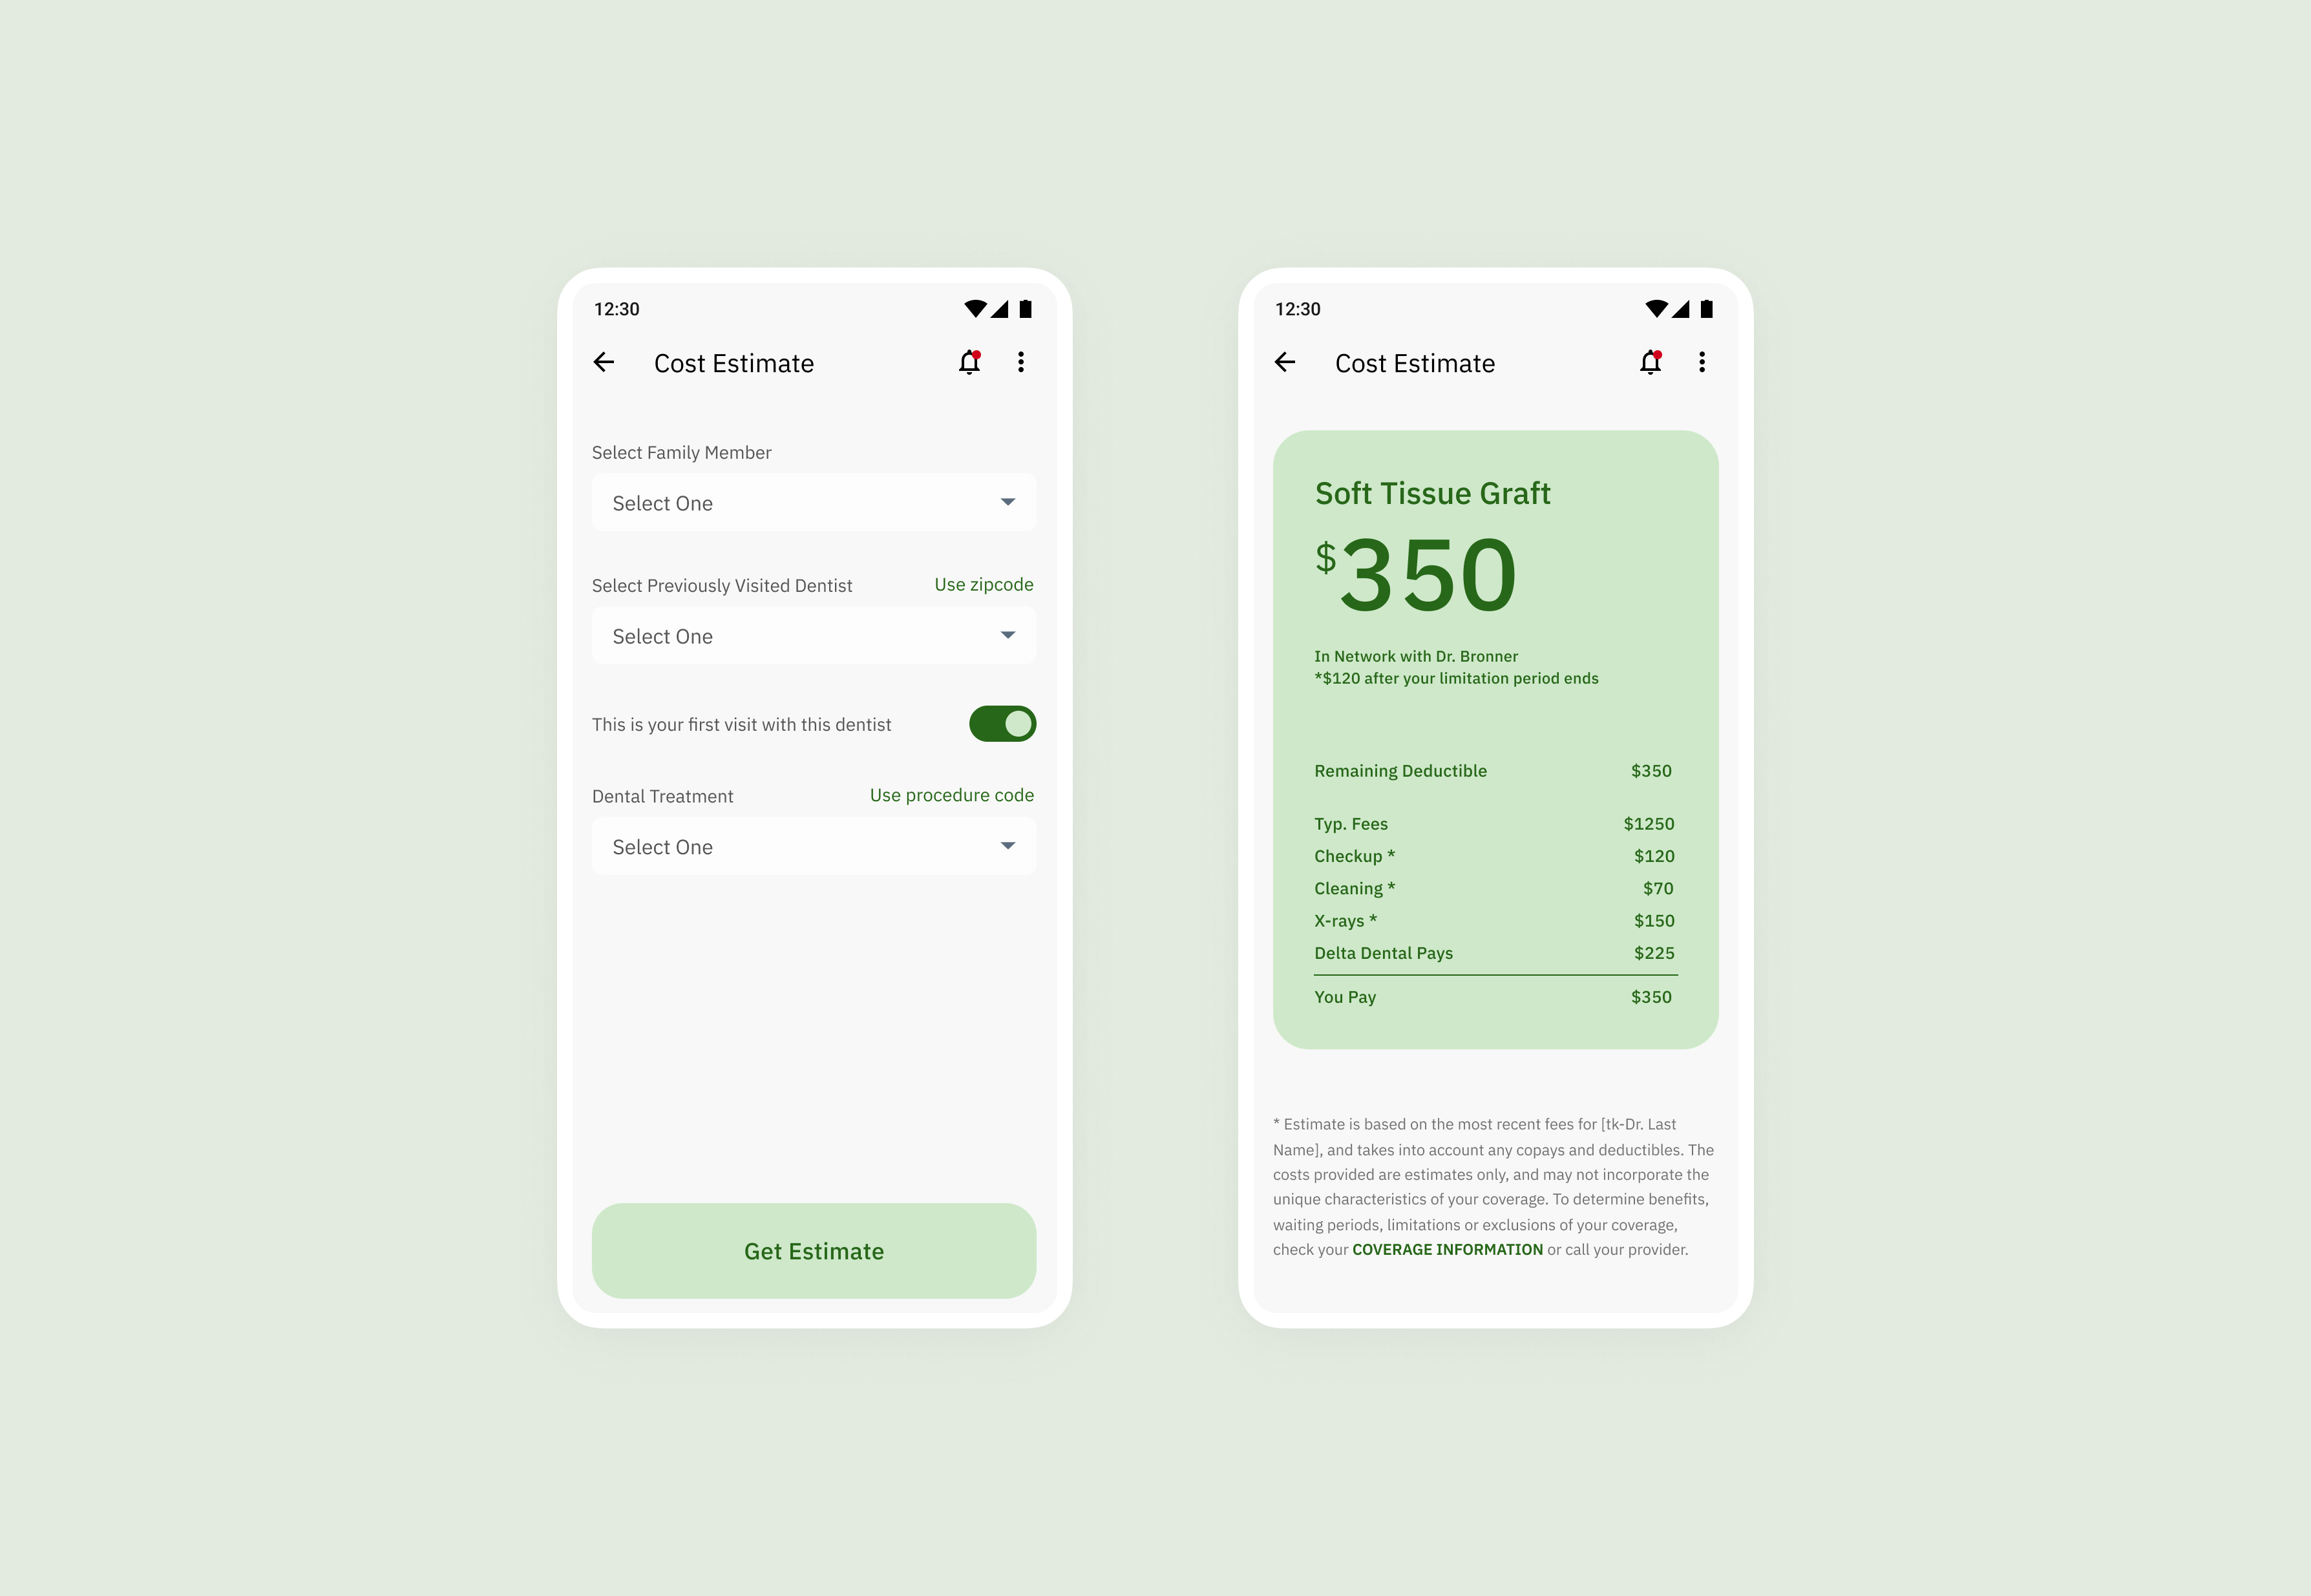 12:30
Cost Estimate
Select Family Member
Select One
Select Previously Visited Dentist Use zipcode
Select One
This is your first visit with this dentist
Dental Treatment Use procedure code
Select One
Get Estimate
12:30
Cost Estimate
Soft Tissue Graft
$350
In Network with Dr. Bronner
*$120 after your limitation period ends
Remaining Deductible $350
Typ. Fees $1250
Checkup * $120
Cleaning * $70
X-rays * $150
Delta Dental Pays $225
You Pay $350
* Estimate is based on the most recent fees for [tk-Dr. Last
Name], and takes into account any copays and deductibles. The
costs provided are estimates only, and may not incorporate the
unique characteristics of your coverage. To determine benefits,
waiting periods, limitations or exclusions of your coverage,
check your COVERAGE INFORMATION or call your provider.